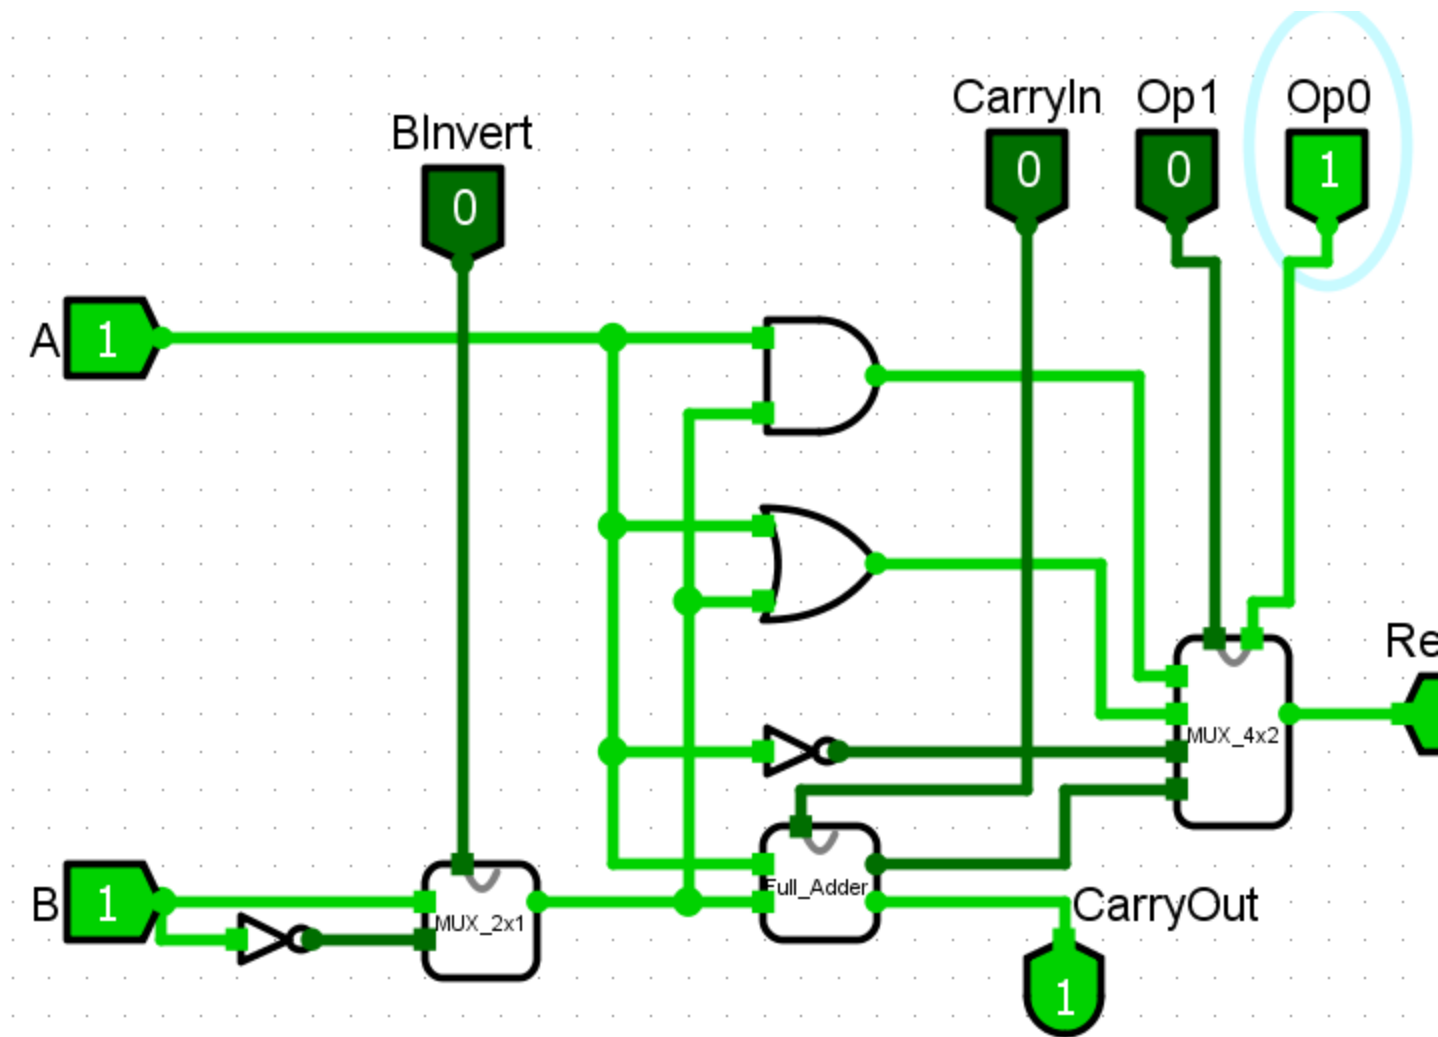 CarryIn Op1 Op0
BInvert
0 0 1
0
A 1
Re
MUX_4x2
Full_Adder
B 1
CarryOut
MUX_2x1
1